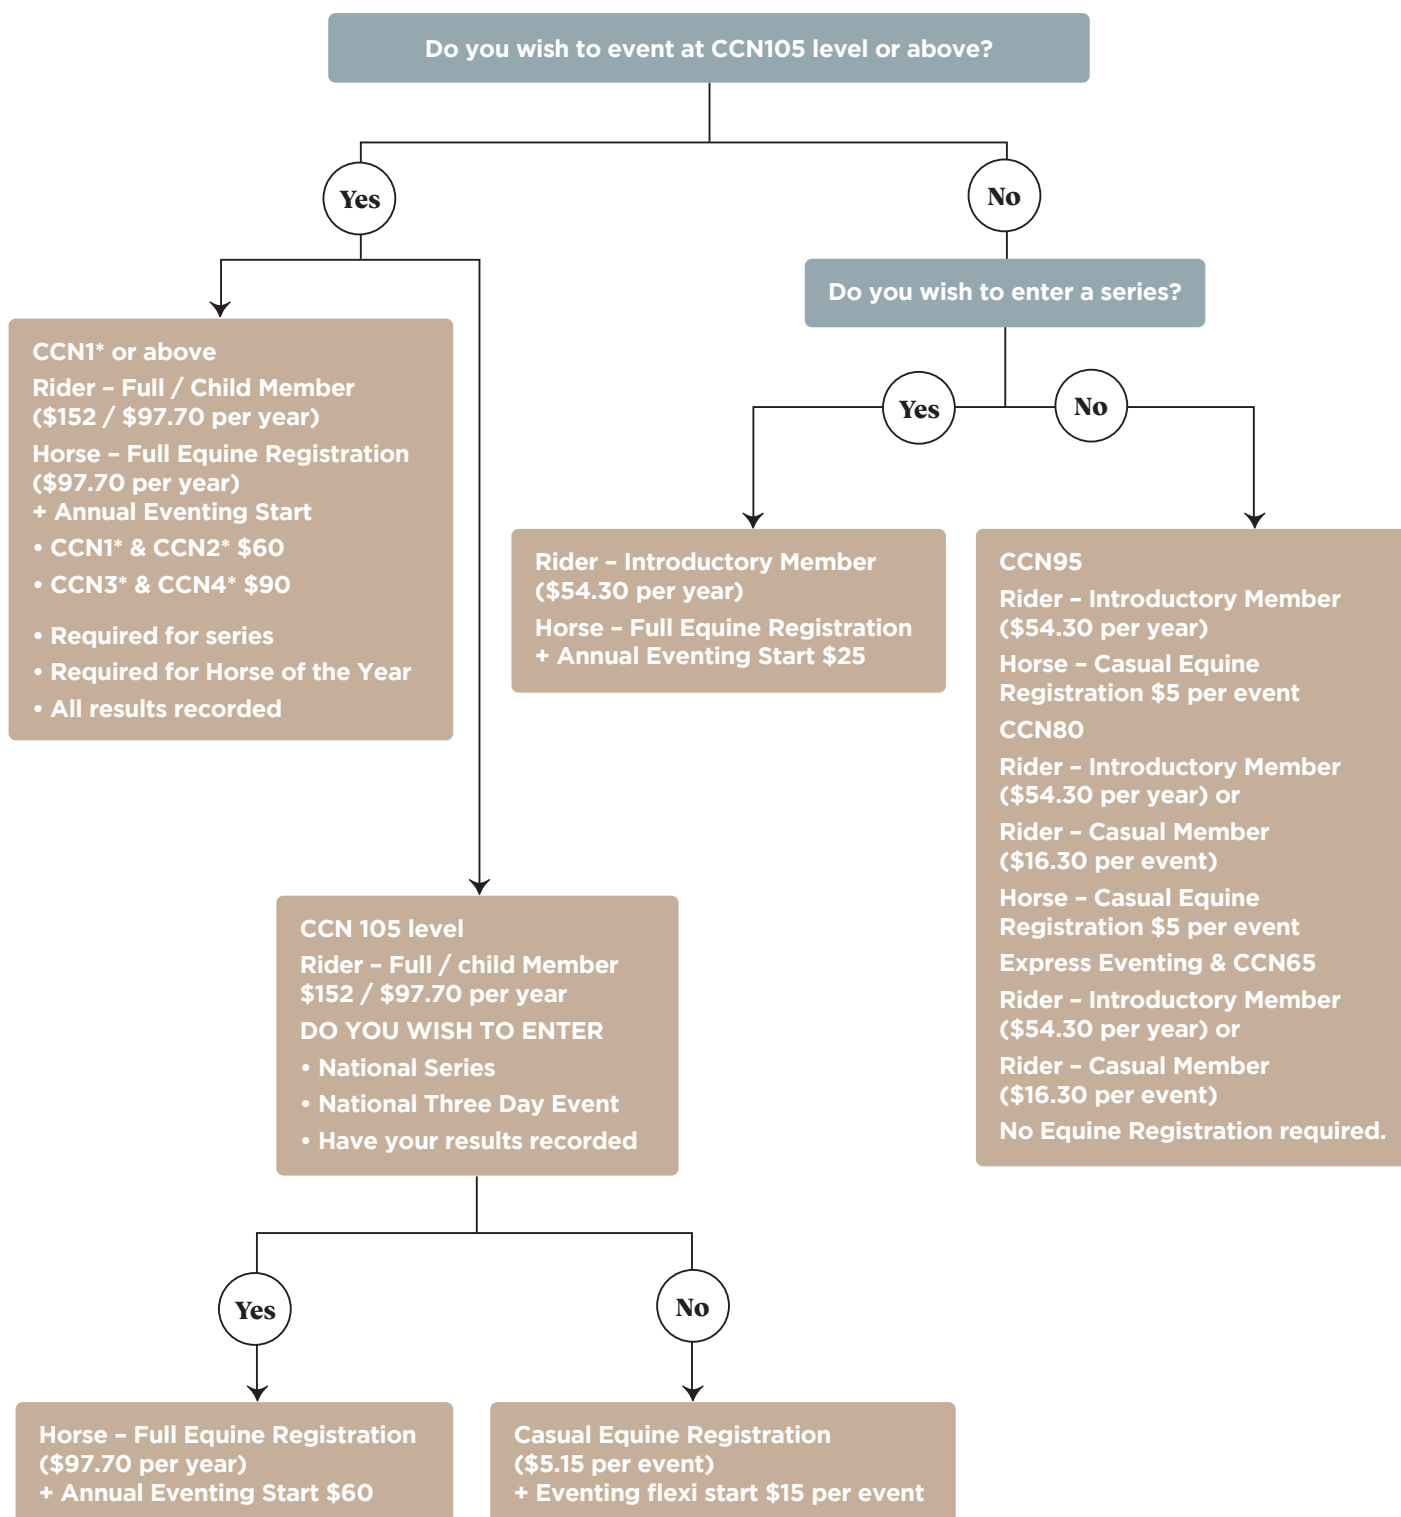 Do you wish to event at CCN105 level or above?
Yes
No
Do you wish to enter a series?
Yes
No
CCN1* or above
Rider – Full / Child Member
($152 / $97.70 per year)
Horse – Full Equine Registration
($97.70 per year)
+ Annual Eventing Start
• CCN1* & CCN2* $60
• CCN3* & CCN4* $90
• Required for series
• Required for Horse of the Year
• All results recorded
Rider – Introductory Member
($54.30 per year)
Horse – Full Equine Registration
+ Annual Eventing Start $25
CCN95
Rider – Introductory Member
($54.30 per year)
Horse – Casual Equine
Registration $5 per event
CCN80
Rider – Introductory Member
($54.30 per year) or
Rider – Casual Member
($16.30 per event)
Horse – Casual Equine
Registration $5 per event
Express Eventing & CCN65
Rider – Introductory Member
($54.30 per year) or
Rider – Casual Member
($16.30 per event)
No Equine Registration required.
CCN 105 level
Rider – Full / child Member
$152 / $97.70 per year
DO YOU WISH TO ENTER
• National Series
• National Three Day Event
• Have your results recorded
Yes
No
Horse – Full Equine Registration
($97.70 per year)
+ Annual Eventing Start $60
Casual Equine Registration
($5.15 per event)
+ Eventing flexi start $15 per event